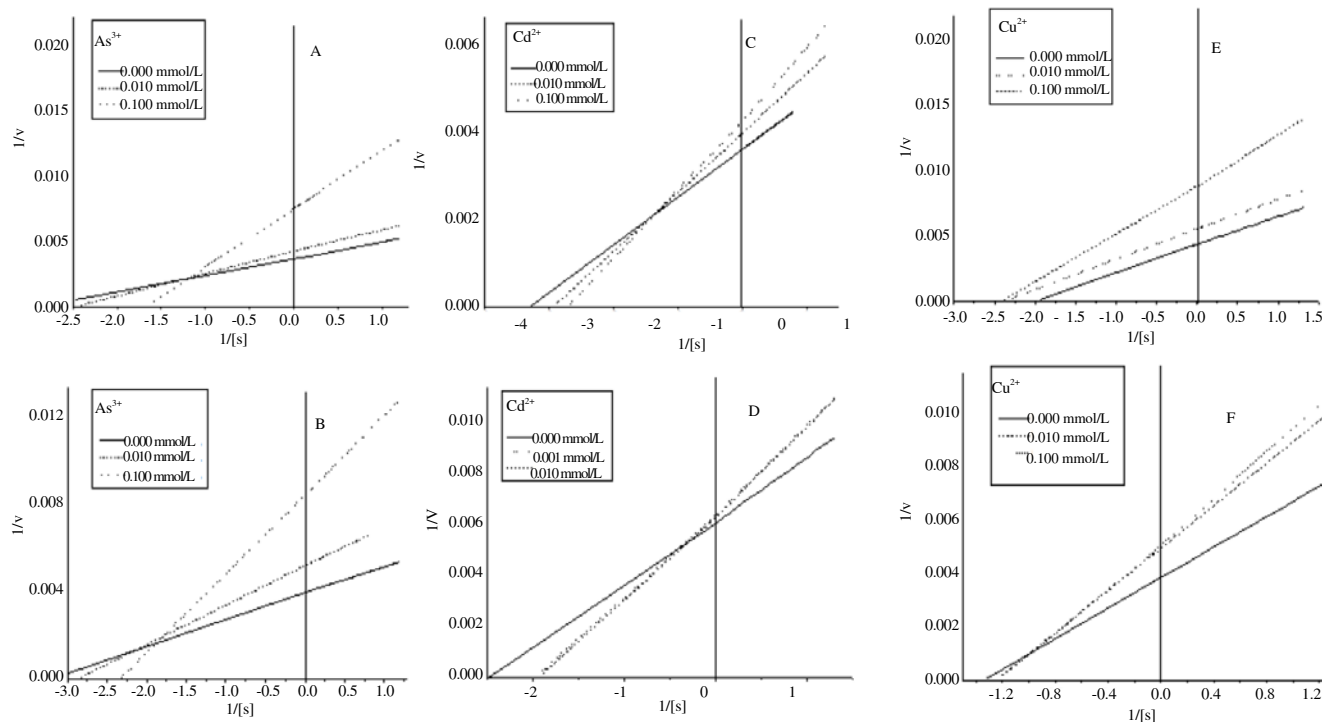 As³⁺
A
0.000 mmol/L
0.010 mmol/L
0.100 mmol/L
1/v
0.020
0.015
0.010
0.005
0.000
-2.5 -2.0 -1.5 -1.0 -0.5 0.0 0.5 1.0
1/[s]
Cd²⁺
C
0.000 mmol/L
0.010 mmol/L
0.100 mmol/L
1/v
0.006
0.004
0.002
0.000
-4 -3 -2 -1 0 1
1/[s]
Cu²⁺
E
0.000 mmol/L
0.010 mmol/L
0.100 mmol/L
1/v
0.020
0.015
0.010
0.005
0.000
-3.0 -2.5 -2.0 - 1.5 -1.0 -0.5 0.0 0.5 1.0 1.5
1/[s]
As³⁺
B
0.000 mmol/L
0.010 mmol/L
0.100 mmol/L
1/v
0.012
0.008
0.004
0.000
-3.0 -2.5 -2.0 -1.5 -1.0 -0.5 0.0 0.5 1.0
1/[s]
Cd²⁺
D
0.000 mmol/L
0.001 mmol/L
0.010 mmol/L
1/V
0.010
0.008
0.006
0.004
0.002
0.000
-2 -1 0 1
1/[s]
Cu²⁺
F
0.000 mmol/L
0.010 mmol/L
0.100 mmol/L
1/v
0.010
0.008
0.006
0.004
0.002
0.000
-1.2 -0.8 -0.4 0.0 0.4 0.8 1.2
1/[s]